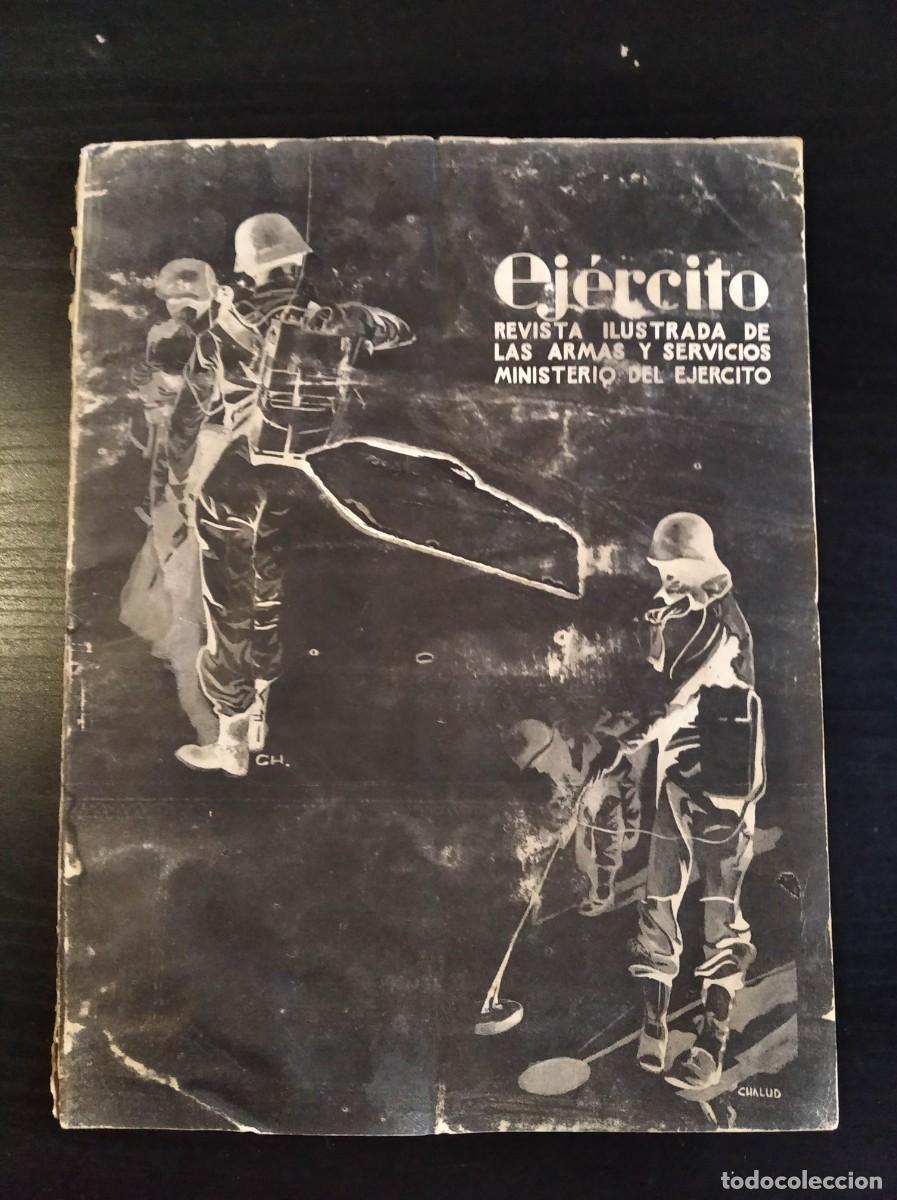 ejército
REVISTA ILUSTRADA DE
LAS ARMAS Y SERVICIOS
MINISTERIO DEL EJERCITO
CH.
CHALUD
todocoleccion